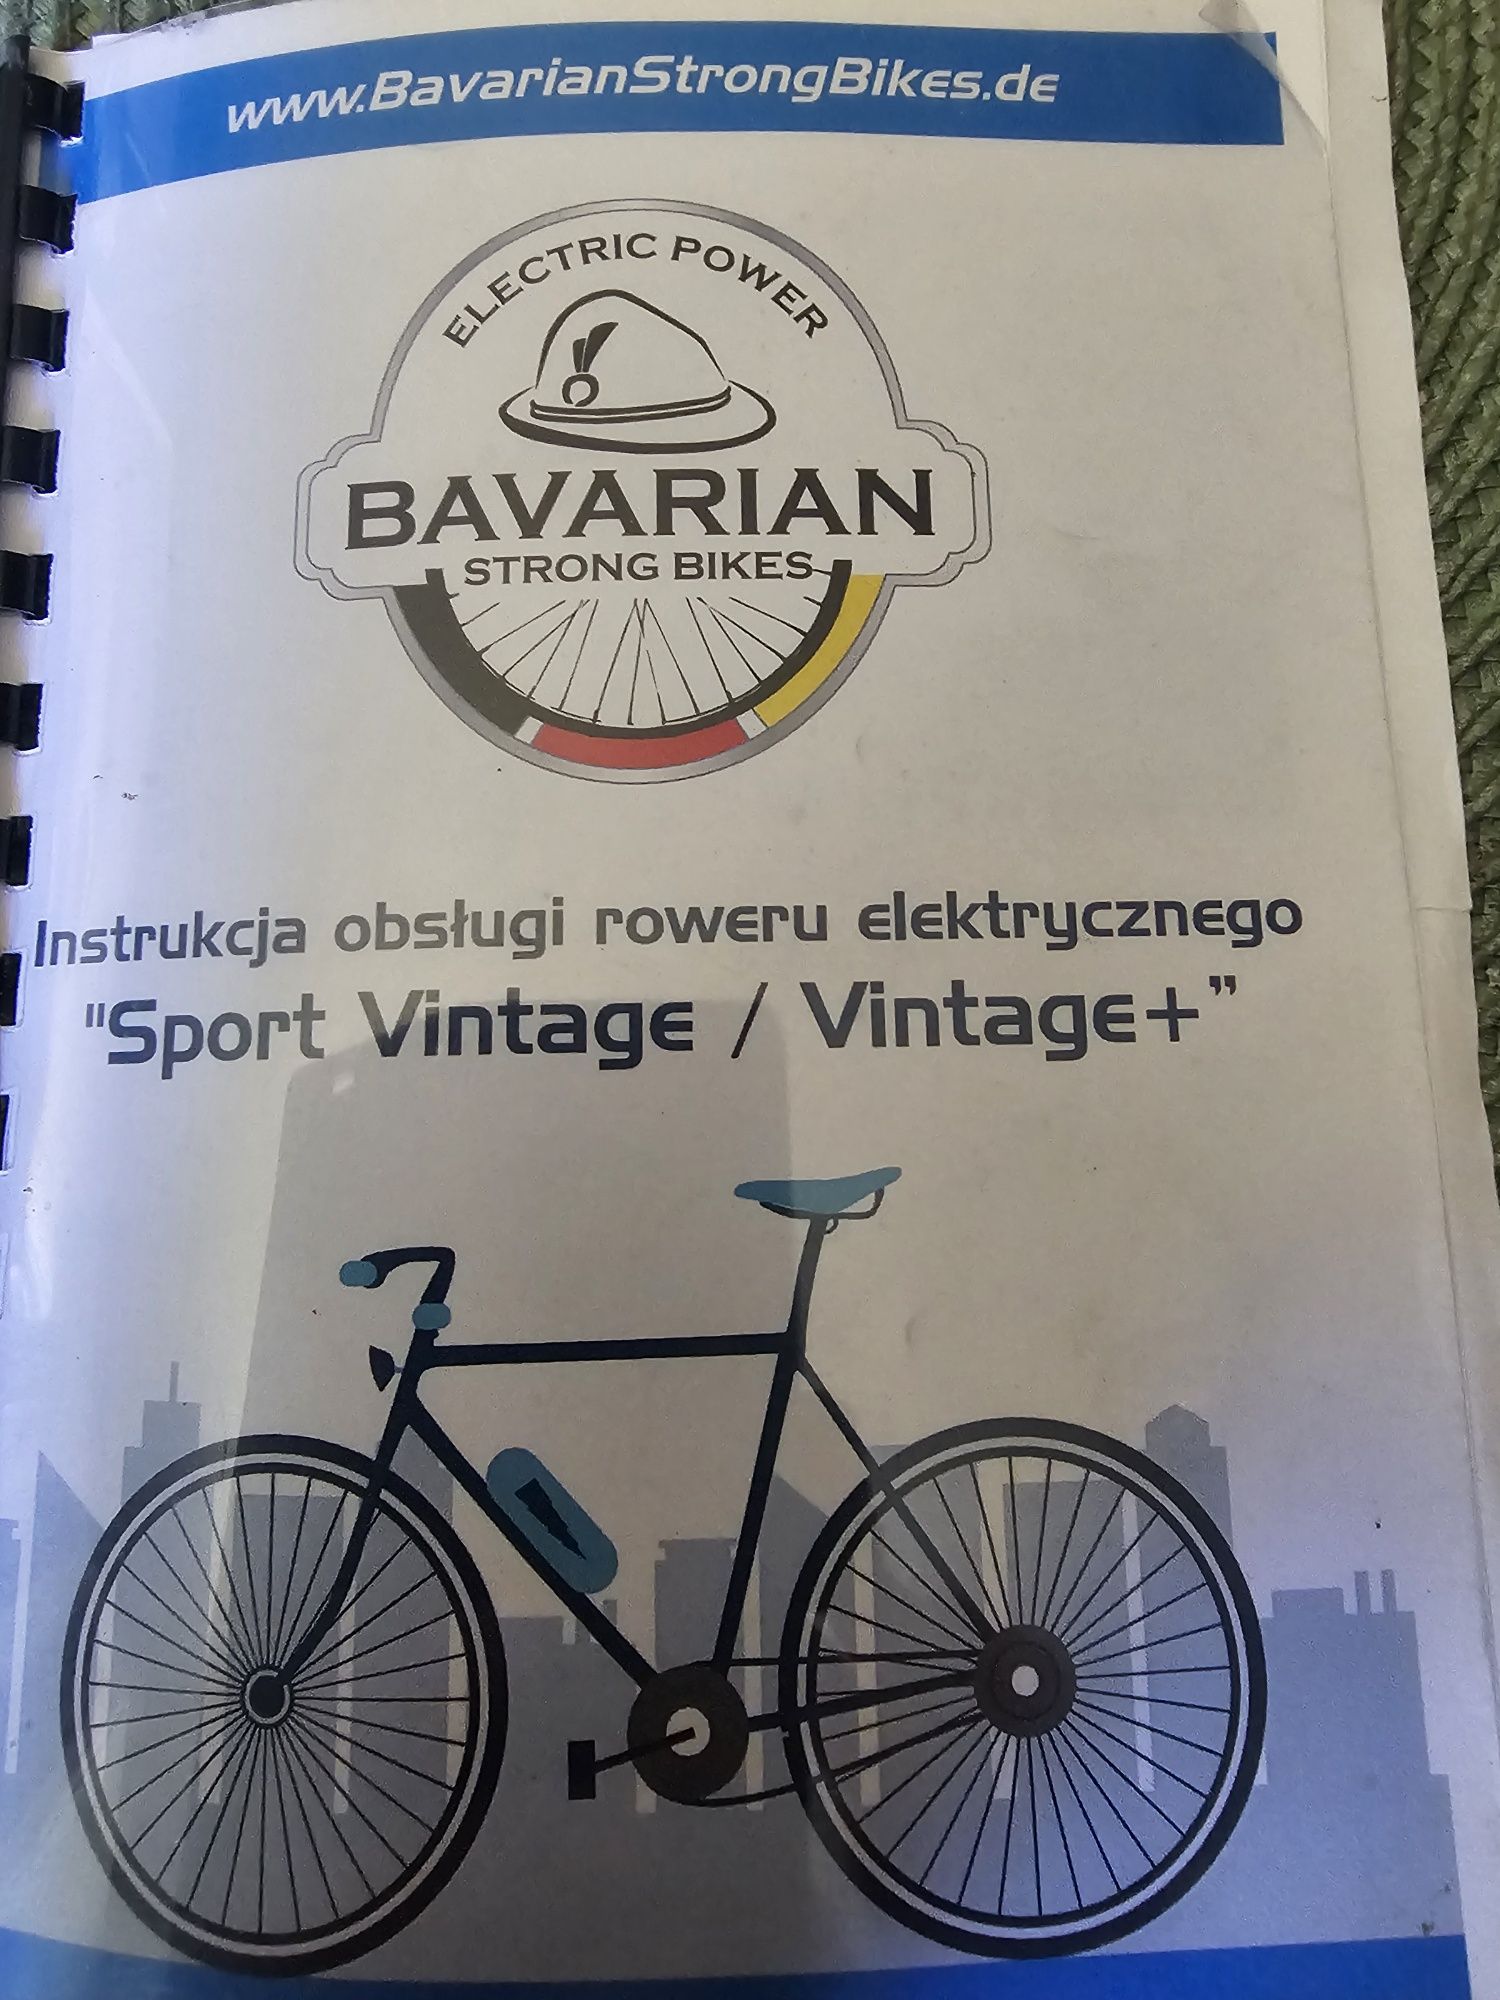 www.BavarianStrongBikes.de
ELECTRIC POWER
BAVARIAN
STRONG BIKES
Instrukcja obsługi roweru elektrycznego
"Sport Vintage / Vintage+”